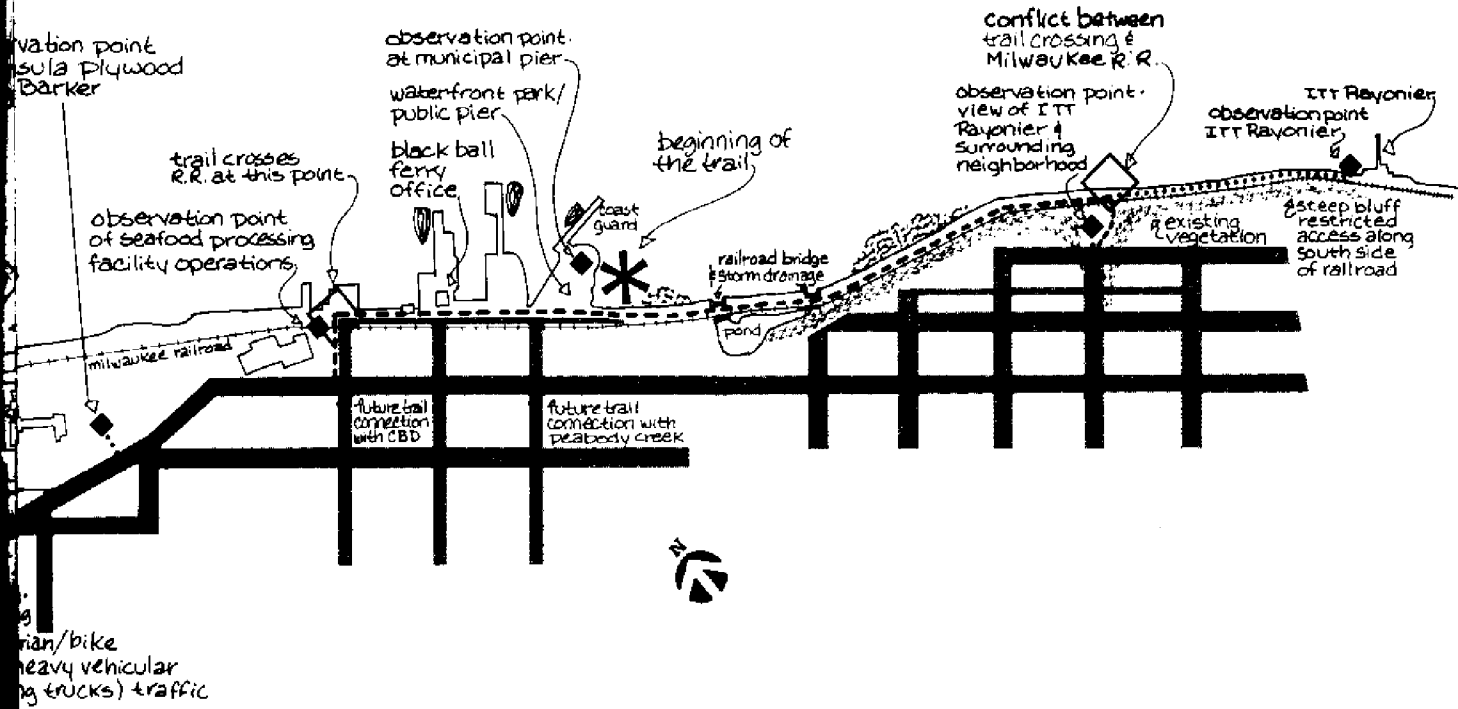 vation point
sula plywood
Barker
trail crosses
R.R. at this point
observation point
of seafood processing
facility operations
observation point
at municipal pier
waterfront park/
public pier
black ball
ferry
office
coast
guard
beginning of
the trail
railroad bridge
& storm drainage
pond
conflict between
trail crossing &
Milwaukee R.R.
observation point
view of ITT
Rayonier &
surrounding
neighborhood
ITT Rayonier
observation point
ITT Rayonier
existing
vegetation
steep bluff
restricted
access along
south side
of railroad
milwaukee railroad
future trail
connection
with CBD
future trail
connection with
peabody creek
N
rian/bike
heavy vehicular
ng trucks) traffic